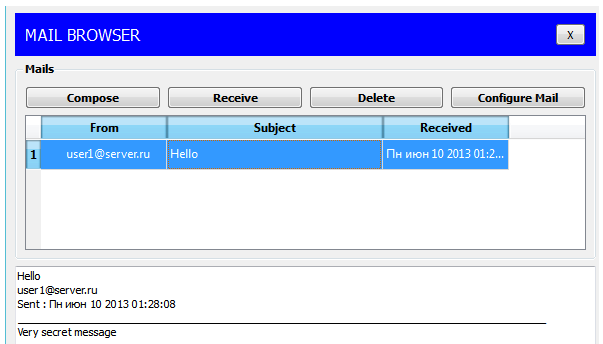 MAIL BROWSER
X
Mails
Compose Receive Delete Configure Mail
From Subject Received
1 user1@server.ru Hello Пн июн 10 2013 01:2...
Hello
user1@server.ru
Sent : Пн июн 10 2013 01:28:08
Very secret message